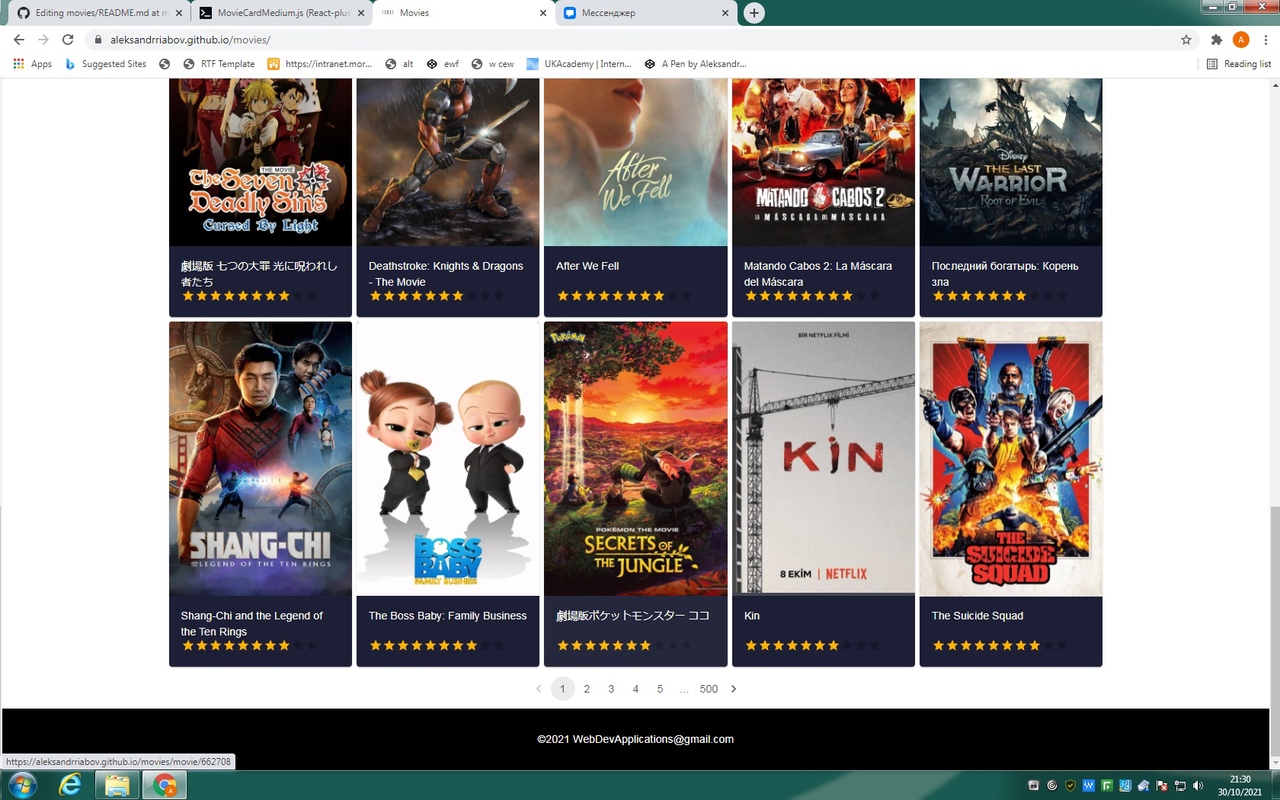 Editing movies/README.md at m
MovieCardMedium.js (React-plus
Movies
Мессенджер
aleksandrriabov.github.io/movies/
A
Apps
Suggested Sites
RTF Template
https://intranet.mor...
alt
ewf
w cew
UKAcademy | Intern...
A Pen by Aleksandr...
Reading list
THE MOVIE
The Seven
Deadly Sins
Cursed By Light
After
We Fell
MATANDO CABOS 2
LA MÁSCARA DEL MÁSCARA
Disney
THE LAST
WARRIOR
ROOT OF EVIL
劇場版 七つの大罪 光に呪われし
者たち
Deathstroke: Knights & Dragons
- The Movie
After We Fell
Matando Cabos 2: La Máscara
del Máscara
Последний богатырь: Корень
зла
SHANG-CHI
AND THE LEGEND OF THE TEN RINGS
THE
BOSS
BABY
FAMILY BUSINESS
POKÉMON
POKÉMON THE MOVIE
SECRETS OF
THE JUNGLE
BİR NETFLIX FİLMİ
KiN
8 EKİM | NETFLIX
THE
SUICIDE
SQUAD
Shang-Chi and the Legend of
the Ten Rings
The Boss Baby: Family Business
劇場版ポケットモンスター ココ
Kin
The Suicide Squad
1 2 3 4 5 ... 500
©2021 WebDevApplications@gmail.com
https://aleksandrriabov.github.io/movies/movie/662708
21:30
30/10/2021